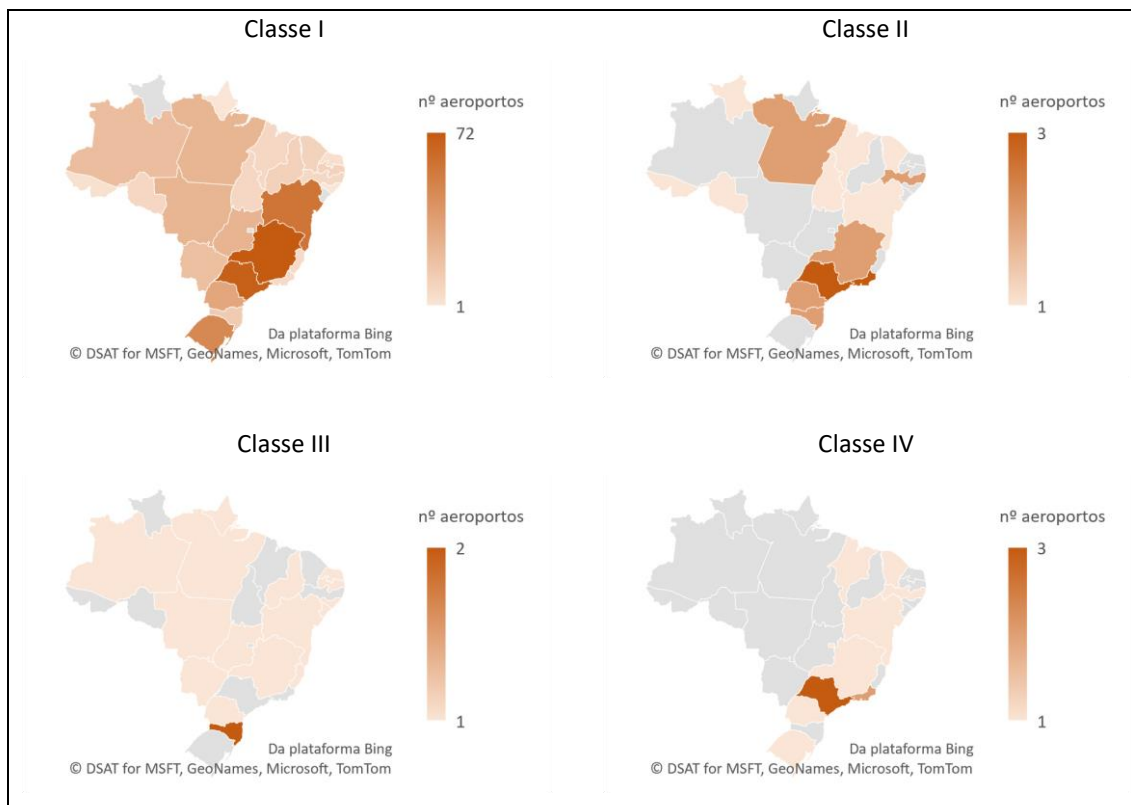 Classe I
nº aeroportos
72
1
Da plataforma Bing
© DSAT for MSFT, GeoNames, Microsoft, TomTom
Classe II
nº aeroportos
3
1
Da plataforma Bing
© DSAT for MSFT, GeoNames, Microsoft, TomTom
Classe III
nº aeroportos
2
1
Da plataforma Bing
© DSAT for MSFT, GeoNames, Microsoft, TomTom
Classe IV
nº aeroportos
3
1
Da plataforma Bing
© DSAT for MSFT, GeoNames, Microsoft, TomTom